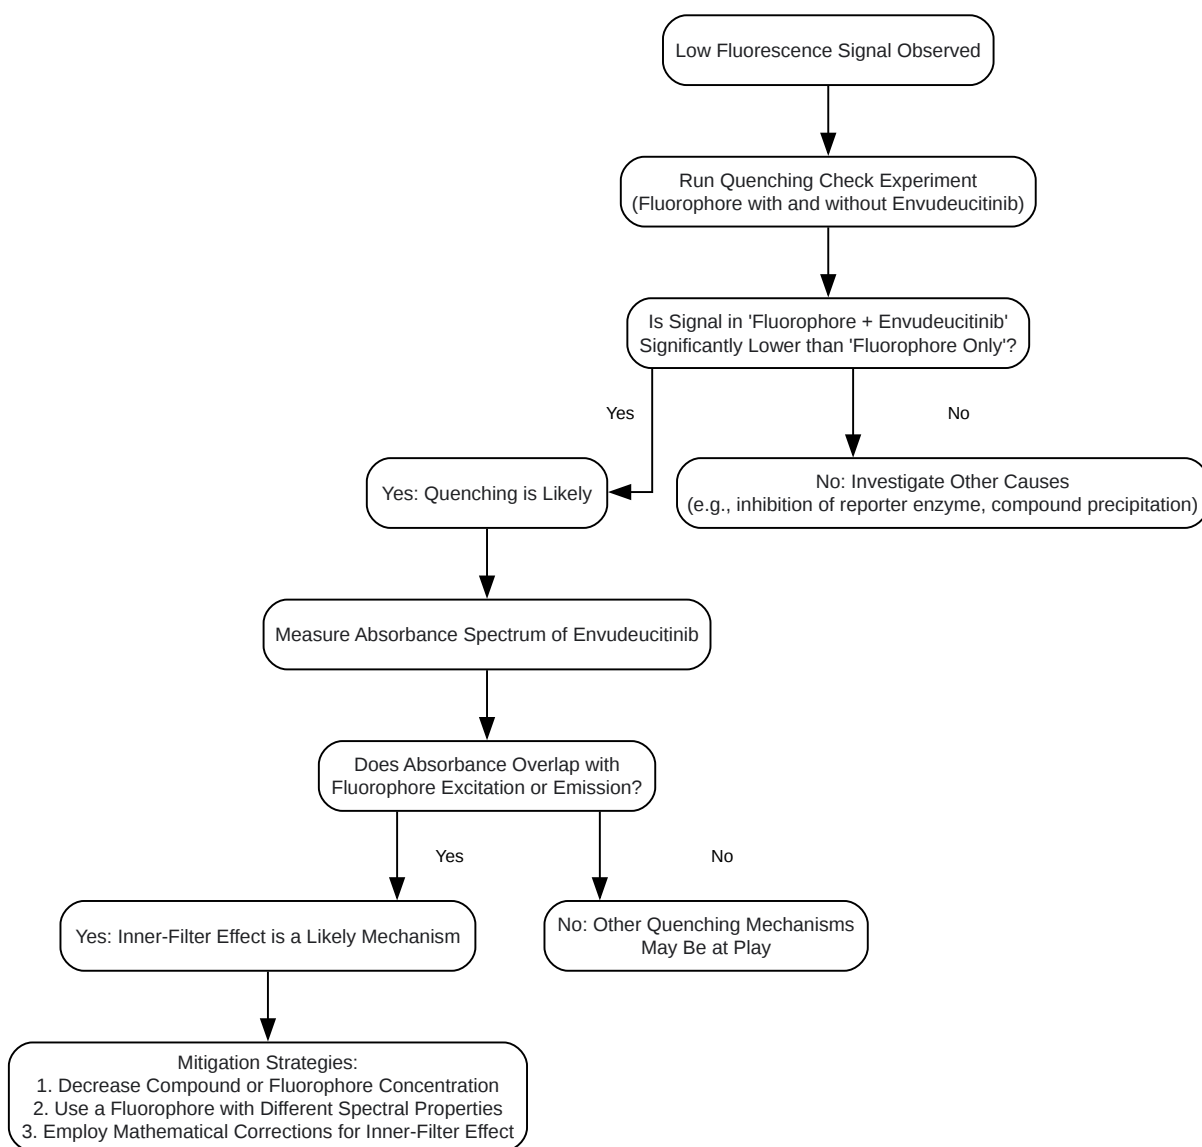 Low Fluorescence Signal Observed
Run Quenching Check Experiment
(Fluorophore with and without Envudeucitinib)
Is Signal in 'Fluorophore + Envudeucitinib'
Significantly Lower than 'Fluorophore Only'?
Yes
No
Yes: Quenching is Likely
No: Investigate Other Causes
(e.g., inhibition of reporter enzyme, compound precipitation)
Measure Absorbance Spectrum of Envudeucitinib
Does Absorbance Overlap with
Fluorophore Excitation or Emission?
Yes
No
Yes: Inner-Filter Effect is a Likely Mechanism
No: Other Quenching Mechanisms
May Be at Play
Mitigation Strategies:
1. Decrease Compound or Fluorophore Concentration
2. Use a Fluorophore with Different Spectral Properties
3. Employ Mathematical Corrections for Inner-Filter Effect